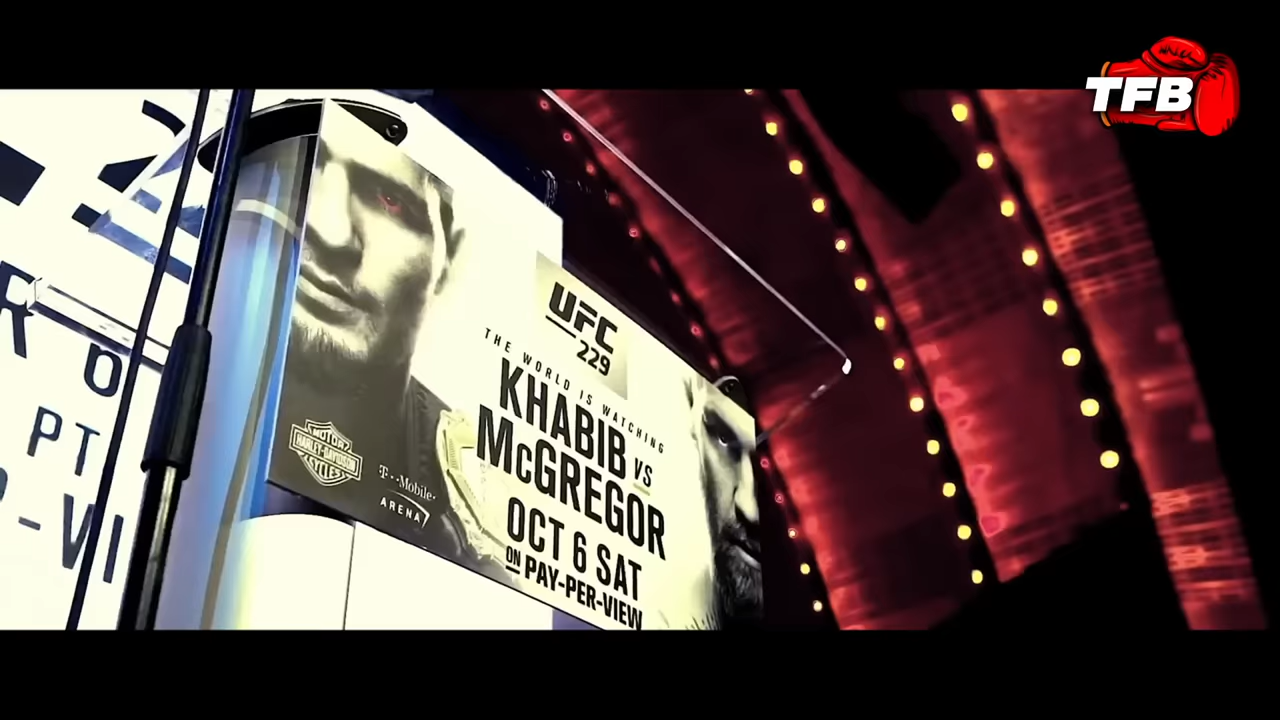 TFB
UFC
229
THE WORLD IS WATCHING
KHABIB VS
McGREGOR
OCT 6 SAT
ON PAY-PER-VIEW
MOTOR
HARLEY-DAVIDSON
CYCLES
T··Mobile·
ARENA
PT